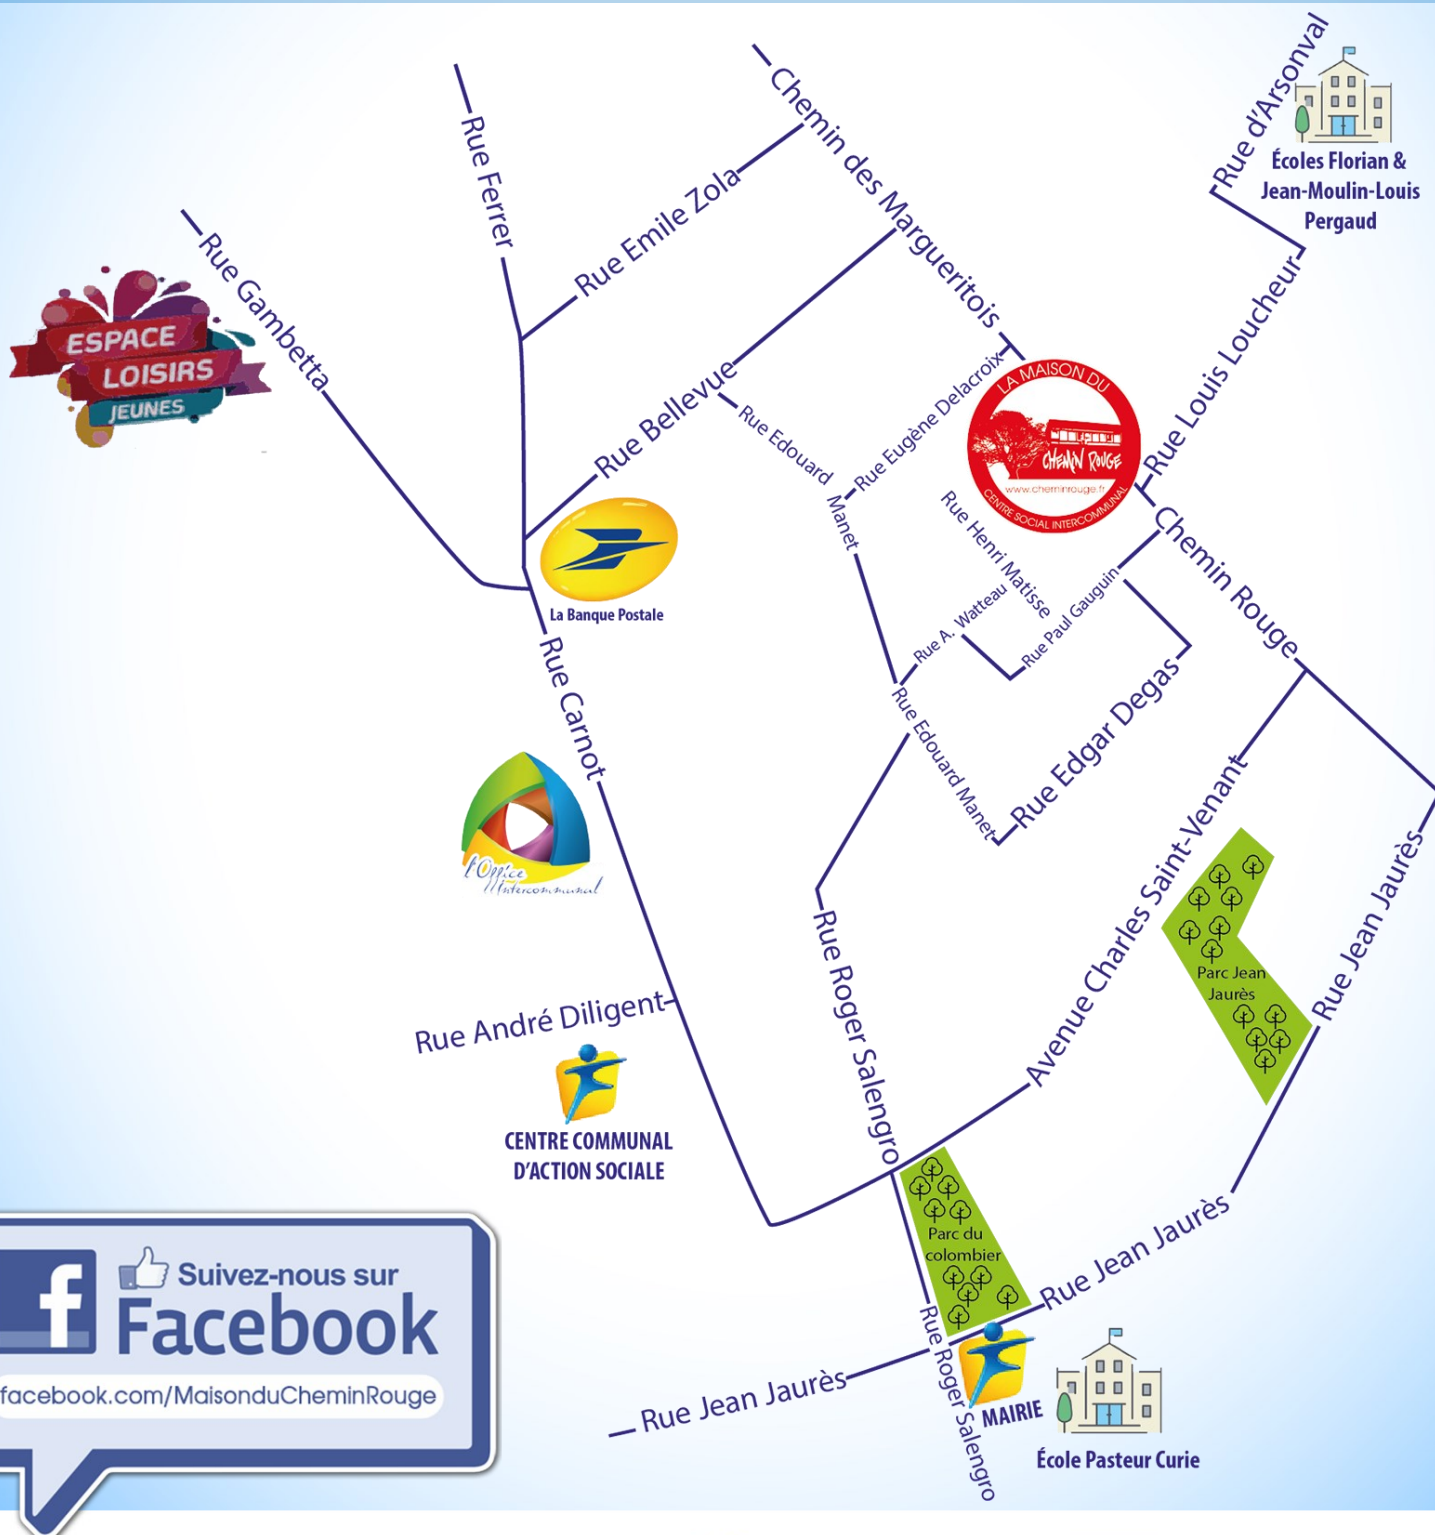 Rue d'Arsonval
Écoles Florian &
Jean-Moulin-Louis
Pergaud
Chemin des Margueritois
Rue Ferrer
Rue Emile Zola
Rue Gambetta
ESPACE
LOISIRS
JEUNES
Rue Louis Loucheur
Rue Bellevue
Rue Eugène Delacroix
LA MAISON DU
CHEMIN ROUGE
www.cheminrouge.fr
CENTRE SOCIAL INTERCOMMUNAL
Rue Edouard
Manet
Rue Henri Matisse
Chemin Rouge
La Banque Postale
Rue A. Watteau
Rue Paul Gauguin
Rue Carnot
Rue Edouard Manet
Rue Edgar Degas
l'Office
Intercommunal
Avenue Charles Saint-Venant
Parc Jean
Jaurès
Rue Jean Jaurès
Rue Roger Salengro
Rue André Diligent
CENTRE COMMUNAL
D'ACTION SOCIALE
Parc du
colombier
Rue Jean Jaurès
Rue Roger Salengro
Rue Jean Jaurès
MAIRIE
École Pasteur Curie
f
Suivez-nous sur
Facebook
facebook.com/MaisonduCheminRouge